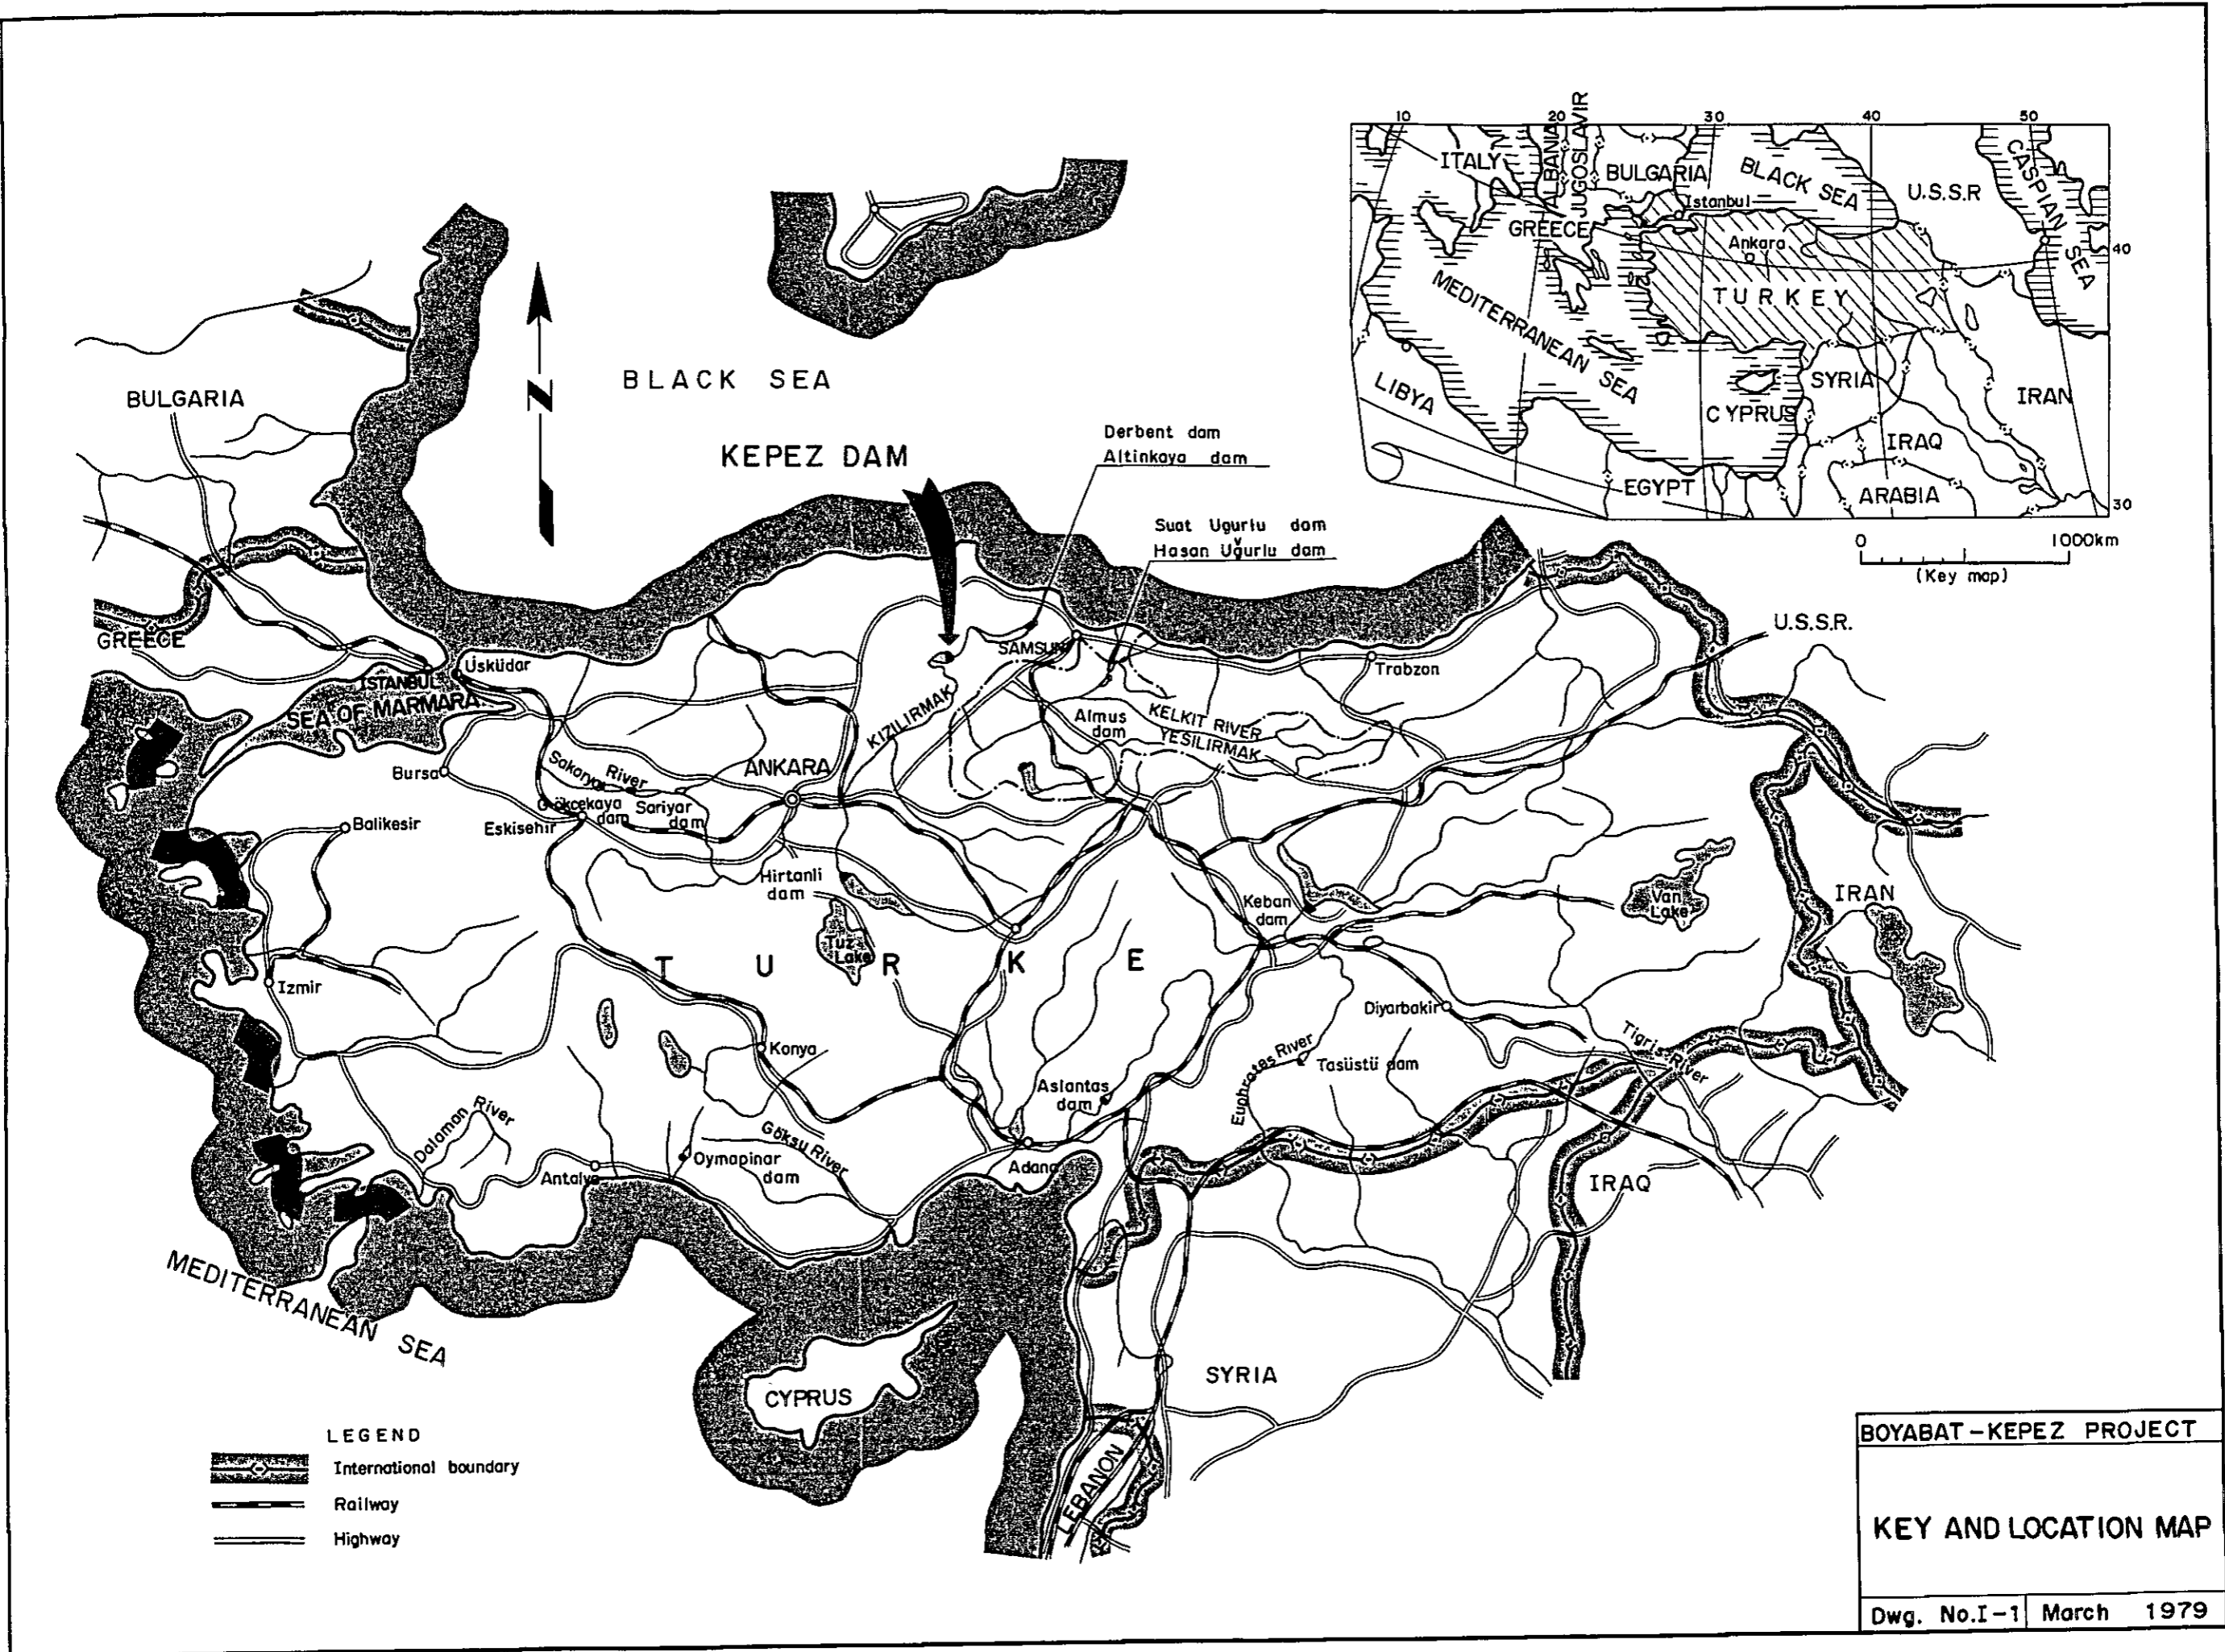 10 20 30 40 50
ITALY
ALBANIA
JUGOSLAVIR
BULGARIA
BLACK SEA
U.S.S.R
CASPIAN SEA
Istanbul
GREECE
Ankara
40
TURKEY
MEDITERRANEAN SEA
LIBYA
SYRIA
IRAN
CYPRUS
IRAQ
EGYPT
ARABIA
30
0 1000km
(Key map)
BLACK SEA
BULGARIA
N
KEPEZ DAM
Derbent dam
Altinkaya dam
Suat Ugurlu dam
Hasan Uğurlu dam
U.S.S.R.
GREECE
ISTANBUL
Üsküdar
SEA OF MARMARA
SAMSUN
Trabzon
KIZILIRMAK
Almus
dam
KELKIT RIVER
YESILIRMAK
Bursa
Sakarya River
ANKARA
Gökcekaya
dam
Sariyar
dam
Eskisehir
Balikesir
Hirtanli
dam
Keban
dam
Van
Lake
IRAN
Tuz
Lake
T U R K E
Izmir
Diyarbakir
Konya
Tigris River
Euphrates River
Tasüstü dam
Aslantas
dam
Dalaman River
Göksu River
Oymapinar
dam
Antalya
Adana
IRAQ
MEDITERRANEAN SEA
CYPRUS
SYRIA
LEBANON
LEGEND
International boundary
Railway
Highway
BOYABAT-KEPEZ PROJECT
KEY AND LOCATION MAP
Dwg. No.I-1 March 1979